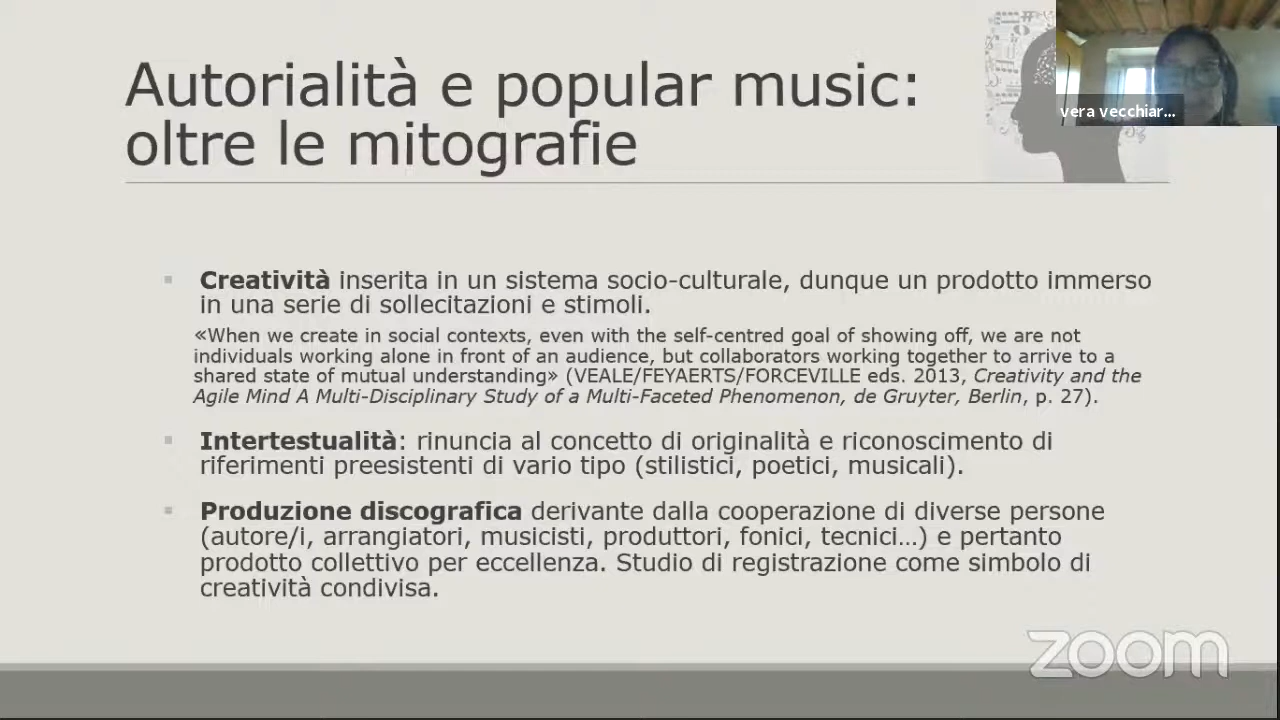 Autorialità e popular music:
oltre le mitografie
vera vecchiar...
Creatività inserita in un sistema socio-culturale, dunque un prodotto immerso
in una serie di sollecitazioni e stimoli.
«When we create in social contexts, even with the self-centred goal of showing off, we are not
individuals working alone in front of an audience, but collaborators working together to arrive to a
shared state of mutual understanding» (VEALE/FEYAERTS/FORCEVILLE eds. 2013, Creativity and the
Agile Mind A Multi-Disciplinary Study of a Multi-Faceted Phenomenon, de Gruyter, Berlin, p. 27).
Intertestualità: rinuncia al concetto di originalità e riconoscimento di
riferimenti preesistenti di vario tipo (stilistici, poetici, musicali).
Produzione discografica derivante dalla cooperazione di diverse persone
(autore/i, arrangiatori, musicisti, produttori, fonici, tecnici…) e pertanto
prodotto collettivo per eccellenza. Studio di registrazione come simbolo di
creatività condivisa.
zoom